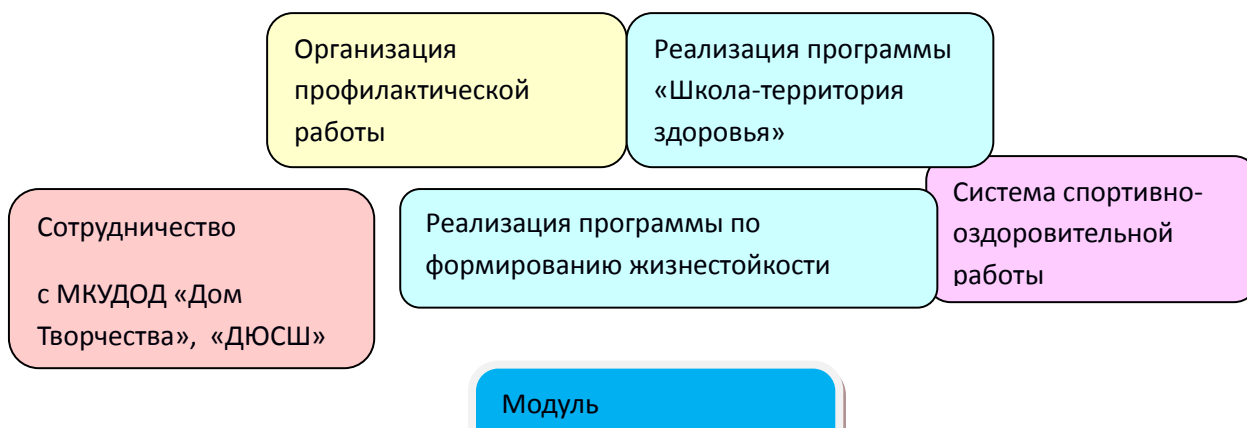 Организация
профилактической
работы
Реализация программы
«Школа-территория
здоровья»
Система спортивно-
оздоровительной
работы
Сотрудничество
с МКУДОД «Дом
Творчества», «ДЮСШ»
Реализация программы по
формированию жизнестойкости
Модуль